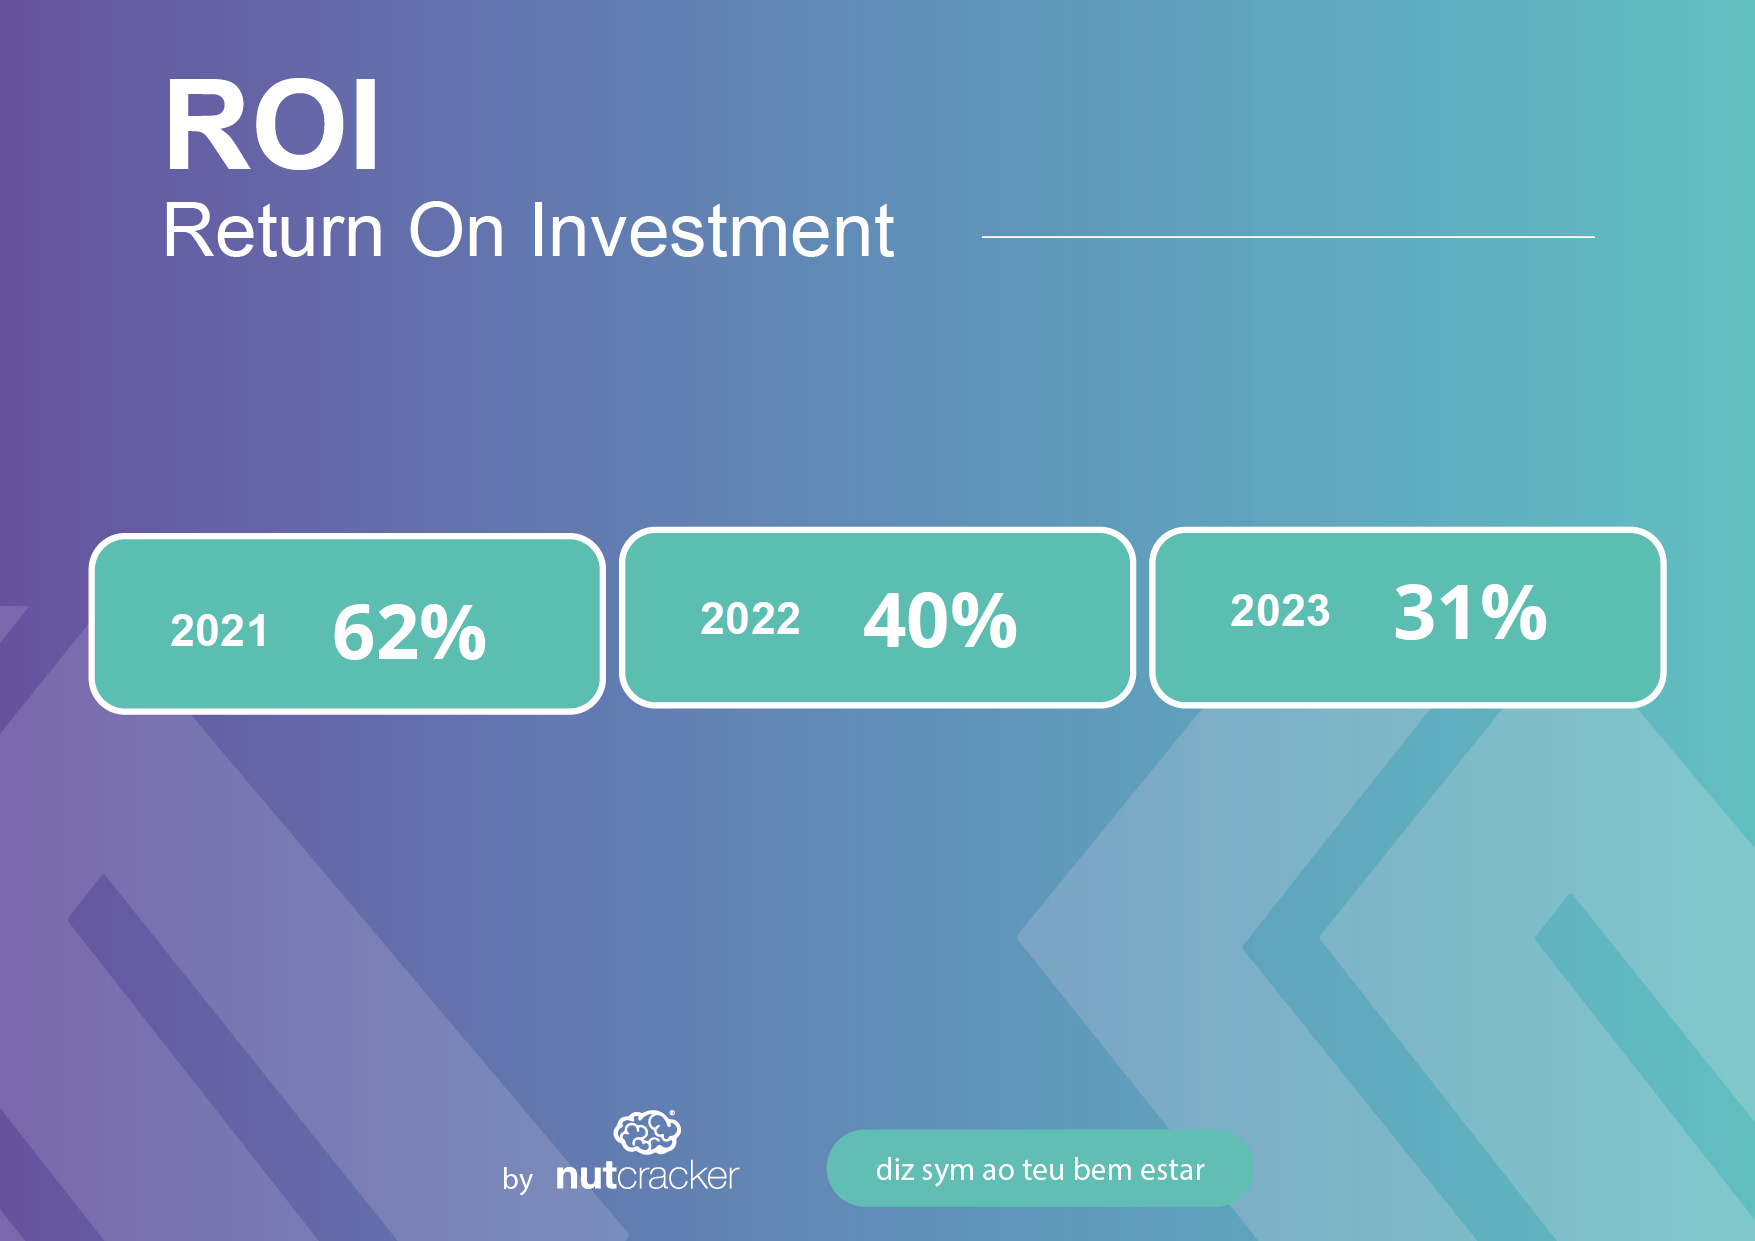 ROI
Return On Investment
2021 62%
2022 40%
2023 31%
by nutcracker
diz sym ao teu bem estar